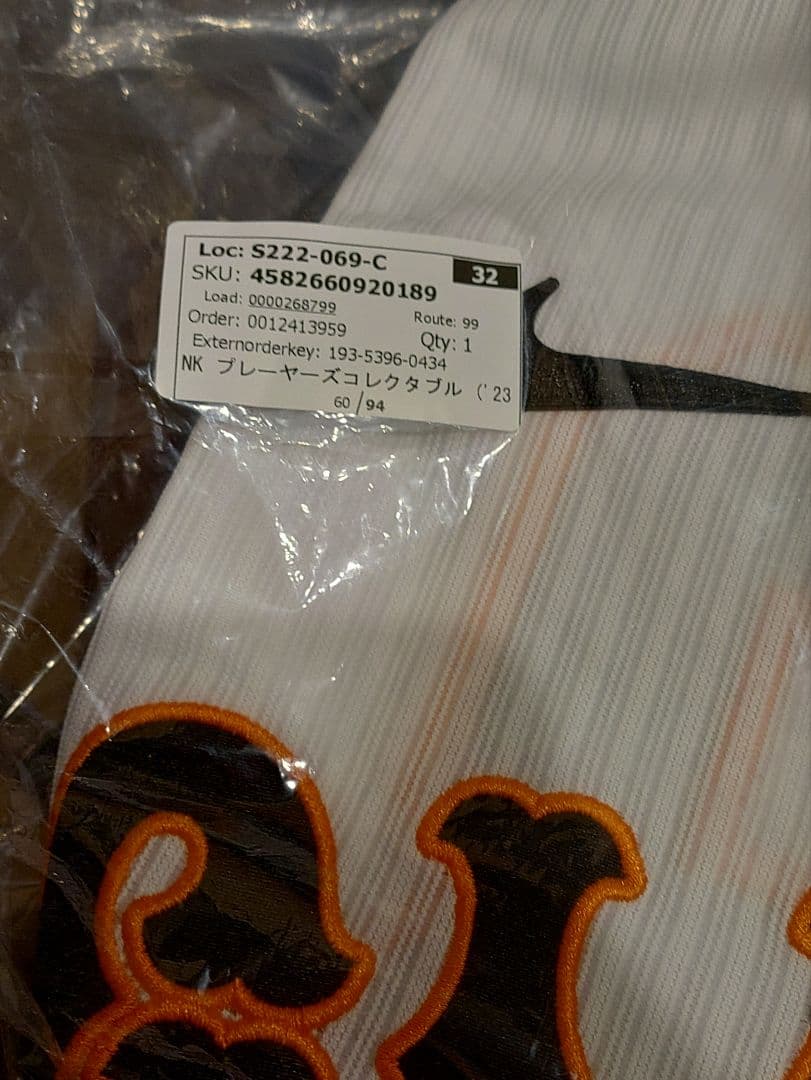 Loc: S222-069-C
32
SKU: 4582660920189
Load: 0000268799
Route: 99
Order: 0012413959
Qty: 1
Externorderkey: 193-5396-0434
NK プレーヤーズコレクタブル ('23
60 / 94